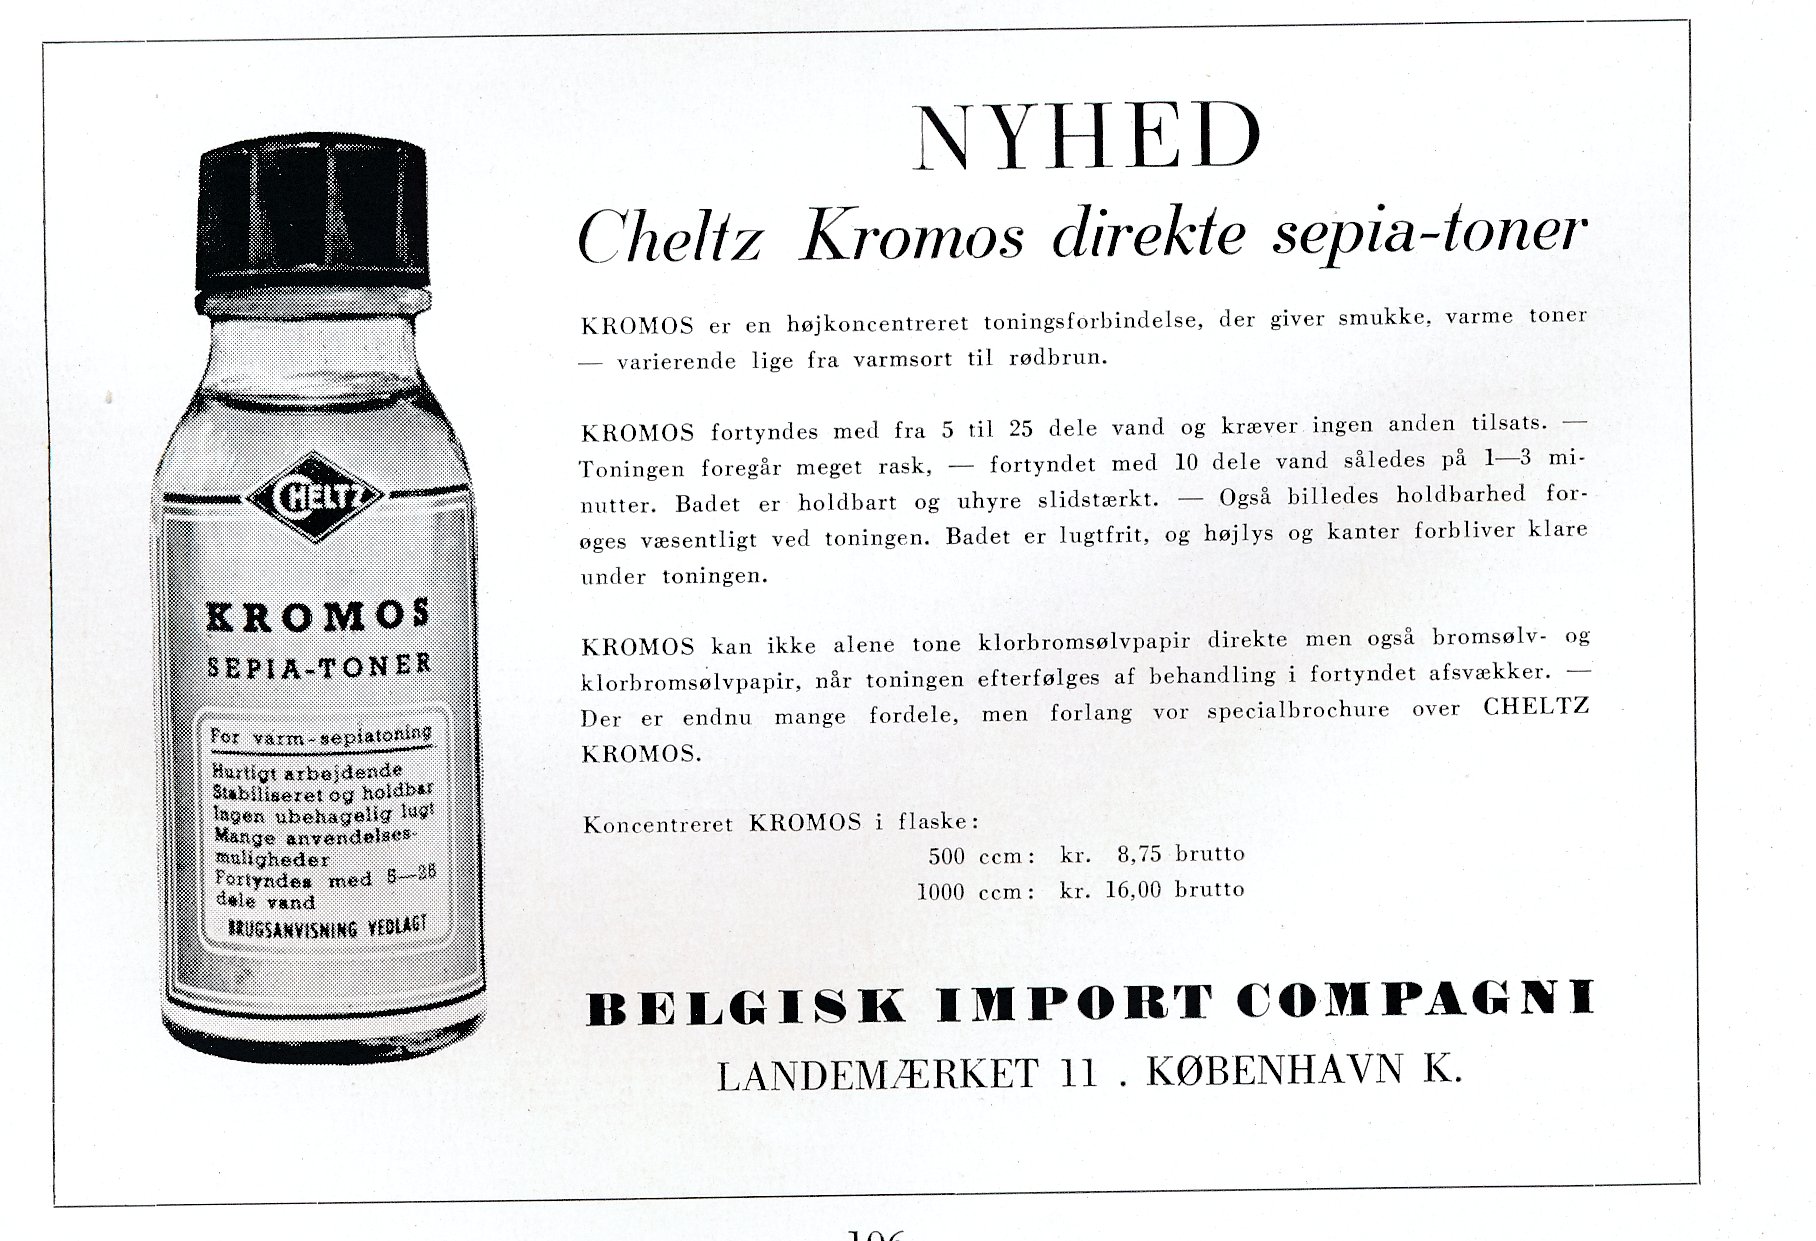 NYHED
Cheltz Kromos direkte sepia-toner
KROMOS er en højkoncentreret toningsforbindelse, der giver smukke, varme toner
— varierende lige fra varmsort til rødbrun.
KROMOS fortyndes med fra 5 til 25 dele vand og kræver ingen anden tilsats. —
Toningen foregår meget rask, — fortyndet med 10 dele vand således på 1—3 mi-
nutter. Badet er holdbart og uhyre slidstærkt. — Også billedes holdbarhed for-
øges væsentligt ved toningen. Badet er lugtfrit, og højlys og kanter forbliver klare
under toningen.
KROMOS kan ikke alene tone klorbromsølvpapir direkte men også bromsølv- og
klorbromsølvpapir, når toningen efterfølges af behandling i fortyndet afsvækker. —
Der er endnu mange fordele, men forlang vor specialbrochure over CHELTZ
KROMOS.
Koncentreret KROMOS i flaske:
500 ccm: kr. 8,75 brutto
1000 ccm: kr. 16,00 brutto
BELGISK IMPORT COMPAGNI
LANDEMÆRKET 11 . KØBENHAVN K.
CHELTZ
KROMOS
SEPIA-TONER
For varm-sepiatoning
Hurtigt arbejdende
Stabiliseret og holdbar
Ingen ubehagelig lugt
Mange anvendelses-
muligheder
Fortyndes med 5—25
dele vand
BRUGSANVISNING VEDLAGT
106